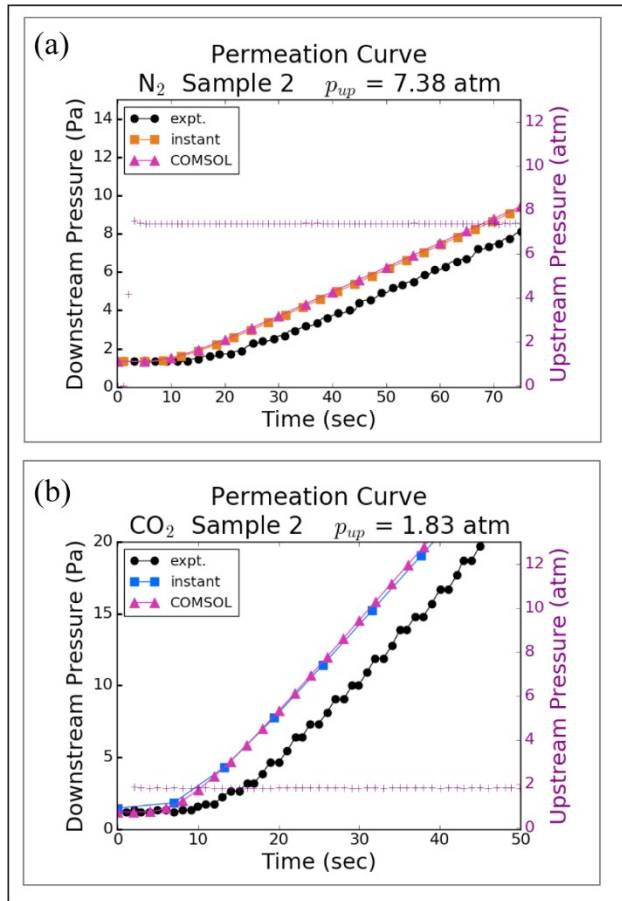 (a)
Permeation Curve
N₂ Sample 2 p_up = 7.38 atm
Downstream Pressure (Pa)
14
12
10
8
6
4
2
0
expt.
instant
COMSOL
12
10
8
6
4
2
0
Upstream Pressure (atm)
0 10 20 30 40 50 60 70
Time (sec)
(b)
Permeation Curve
CO₂ Sample 2 p_up = 1.83 atm
Downstream Pressure (Pa)
20
15
10
5
0
expt.
instant
COMSOL
12
10
8
6
4
2
0
Upstream Pressure (atm)
0 10 20 30 40 50
Time (sec)